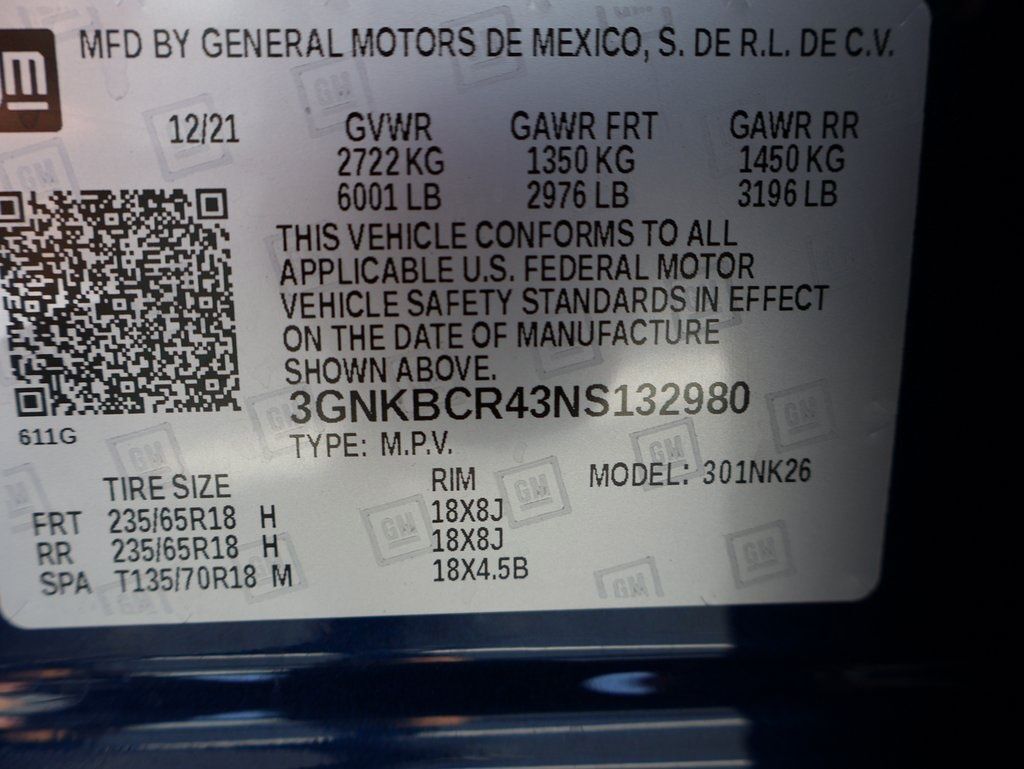 MFD BY GENERAL MOTORS DE MEXICO, S. DE R.L. DE C.V.
gm
12/21 GVWR GAWR FRT GAWR RR
2722 KG 1350 KG 1450 KG
6001 LB 2976 LB 3196 LB
THIS VEHICLE CONFORMS TO ALL
APPLICABLE U.S. FEDERAL MOTOR
VEHICLE SAFETY STANDARDS IN EFFECT
ON THE DATE OF MANUFACTURE
SHOWN ABOVE.
3GNKBCR43NS132980
611G
TYPE: M.P.V.
TIRE SIZE RIM MODEL: 301NK26
FRT 235/65R18 H 18X8J
RR 235/65R18 H 18X8J
SPA T135/70R18 M 18X4.5B